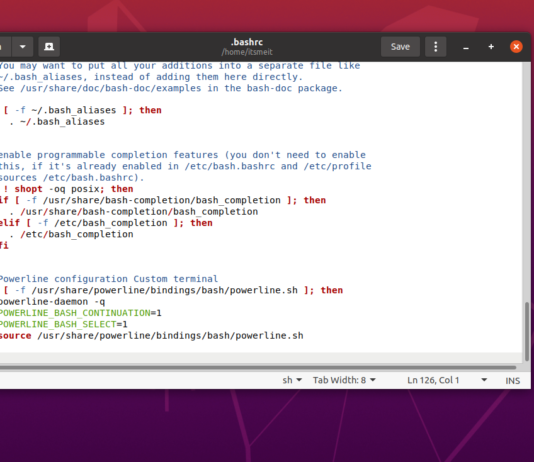 .bashrc
/home/itsmeit
Save
You may want to put all your additions into a separate file like
~/.bash_aliases, instead of adding them here directly.
See /usr/share/doc/bash-doc/examples in the bash-doc package.
[ -f ~/.bash_aliases ]; then
. ~/.bash_aliases
enable programmable completion features (you don't need to enable
this, if it's already enabled in /etc/bash.bashrc and /etc/profile
sources /etc/bash.bashrc).
! shopt -oq posix; then
if [ -f /usr/share/bash-completion/bash_completion ]; then
. /usr/share/bash-completion/bash_completion
elif [ -f /etc/bash_completion ]; then
. /etc/bash_completion
fi
Powerline configuration Custom terminal
[ -f /usr/share/powerline/bindings/bash/powerline.sh ]; then
powerline-daemon -q
POWERLINE_BASH_CONTINUATION=1
POWERLINE_BASH_SELECT=1
source /usr/share/powerline/bindings/bash/powerline.sh
sh Tab Width: 8 Ln 126, Col 1 INS